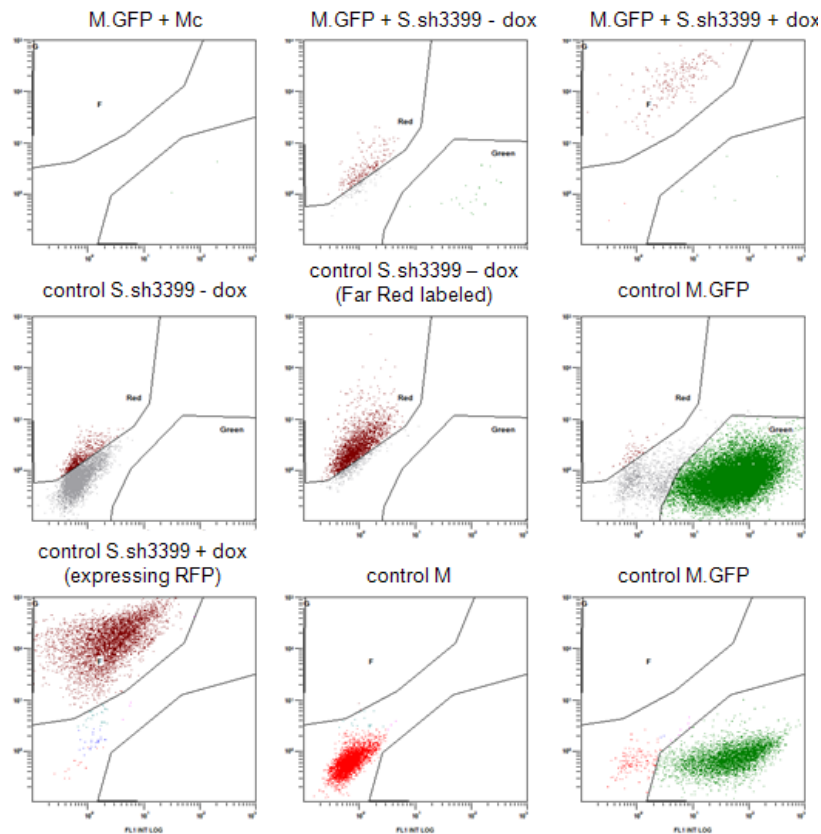 M.GFP + Mc
M.GFP + S.sh3399 - dox
M.GFP + S.sh3399 + dox
G
F
Red
Green
G
F
control S.sh3399 - dox
control S.sh3399 – dox
(Far Red labeled)
control M.GFP
Red
Green
Red
Green
Red
Green
control S.sh3399 + dox
(expressing RFP)
control M
control M.GFP
G
F
G
F
G
F
FL1 INT LOG
FL1 INT LOG
FL1 INT LOG